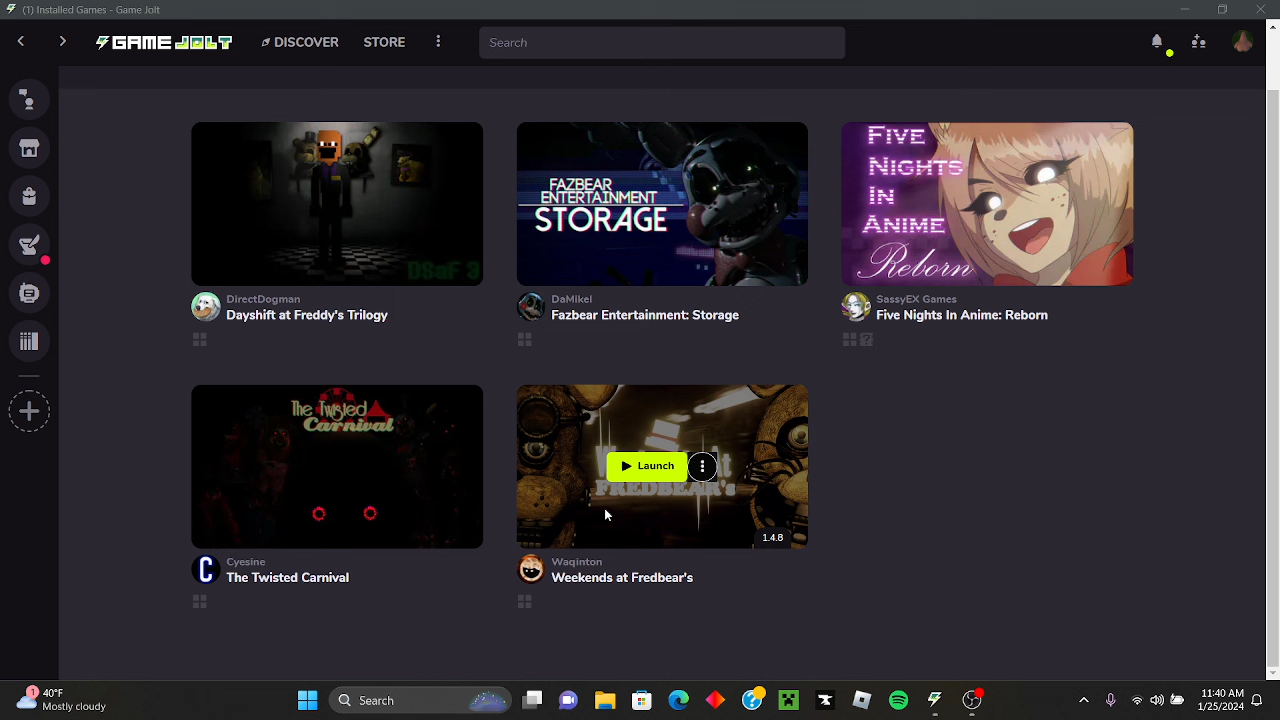 (1) Installed Games - Game Jolt
GAME JOLT
DISCOVER
STORE
Search
DSaF 3
FAZBEAR
ENTERTAINMENT
STORAGE
FIVE
NIGHTS
IN
ANIME
Reborn
DirectDogman
Dayshift at Freddy's Trilogy
DaMikel
Fazbear Entertainment: Storage
SassyEX Games
Five Nights In Anime: Reborn
The Twisted
Carnival
Launch
FREDBEAR's
1.4.8
Cyesine
The Twisted Carnival
Waqinton
Weekends at Fredbear's
1
40°F
Mostly cloudy
Search
11:40 AM
1/25/2024